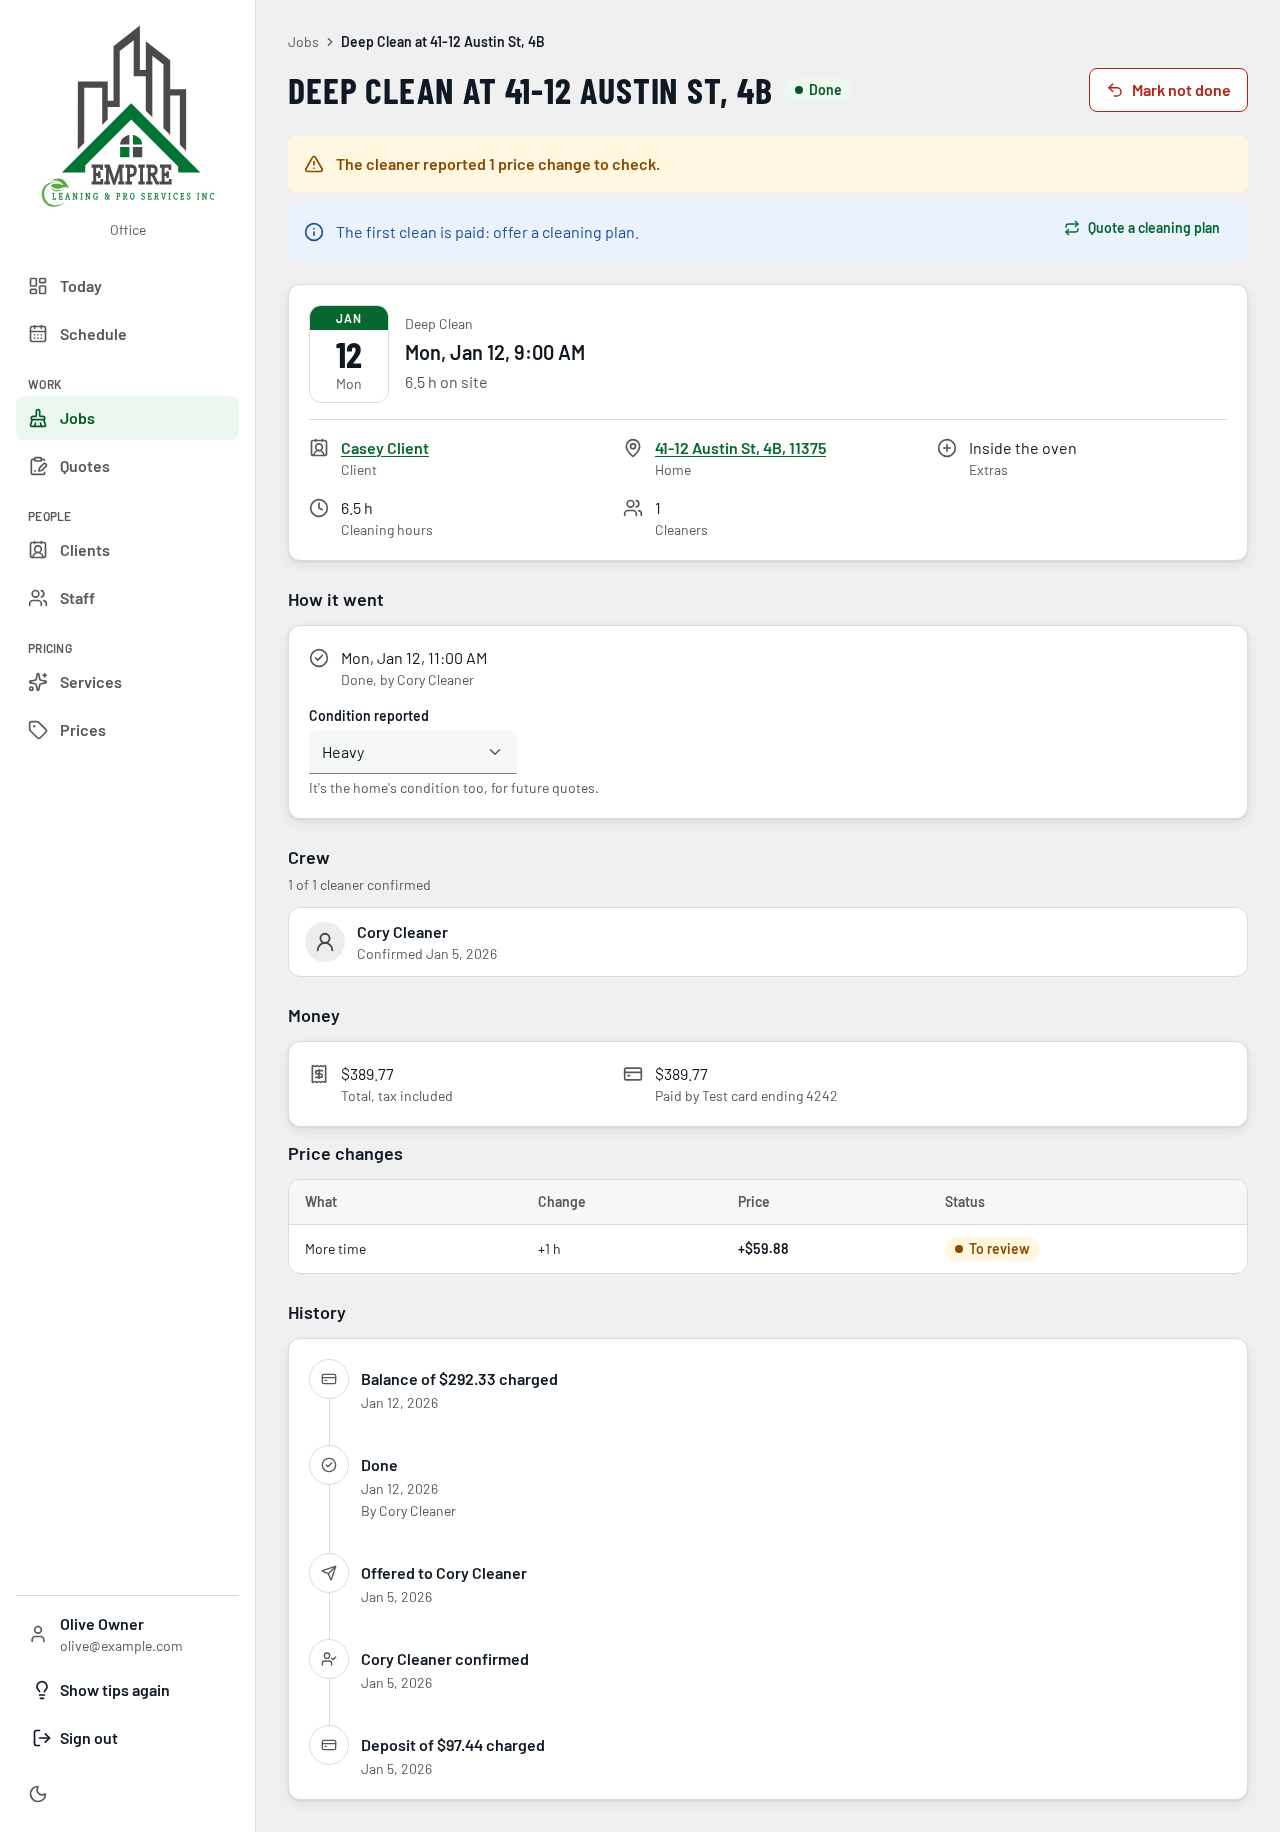 EMPIRE
LEANING & PRO SERVICES INC
Office
Today
Schedule
WORK
Jobs
Quotes
PEOPLE
Clients
Staff
PRICING
Services
Prices
Olive Owner
olive@example.com
Show tips again
Sign out
Jobs > Deep Clean at 41-12 Austin St, 4B
DEEP CLEAN AT 41-12 AUSTIN ST, 4B
Done
Mark not done
The cleaner reported 1 price change to check.
The first clean is paid: offer a cleaning plan.
Quote a cleaning plan
JAN
12
Mon
Deep Clean
Mon, Jan 12, 9:00 AM
6.5 h on site
Casey Client
Client
41-12 Austin St, 4B, 11375
Home
Inside the oven
Extras
6.5 h
Cleaning hours
1
Cleaners
How it went
Mon, Jan 12, 11:00 AM
Done, by Cory Cleaner
Condition reported
Heavy
It's the home's condition too, for future quotes.
Crew
1 of 1 cleaner confirmed
Cory Cleaner
Confirmed Jan 5, 2026
Money
$389.77
Total, tax included
$389.77
Paid by Test card ending 4242
Price changes
What Change Price Status
More time +1 h +$59.88 To review
History
Balance of $292.33 charged
Jan 12, 2026
Done
Jan 12, 2026
By Cory Cleaner
Offered to Cory Cleaner
Jan 5, 2026
Cory Cleaner confirmed
Jan 5, 2026
Deposit of $97.44 charged
Jan 5, 2026